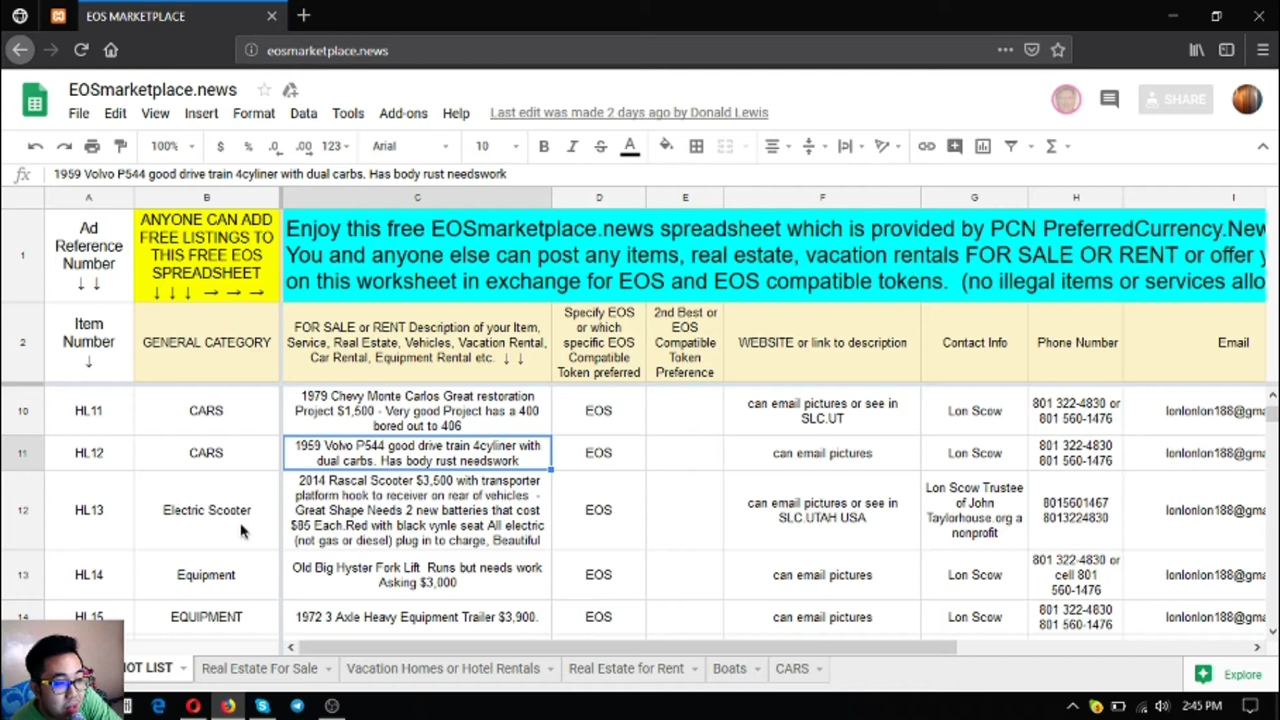 EOS MARKETPLACE
eosmarketplace.news
EOSmarketplace.news
File Edit View Insert Format Data Tools Add-ons Help Last edit was made 2 days ago by Donald Lewis
SHARE
100% $ % .0 .00 123 Arial 10 B I S A Σ
fx 1959 Volvo P544 good drive train 4cyliner with dual carbs. Has body rust needswork
A B C D E F G H I
1
Ad
Reference
Number
↓ ↓
ANYONE CAN ADD
FREE LISTINGS TO
THIS FREE EOS
SPREADSHEET
↓ ↓ ↓ → → →
Enjoy this free EOSmarketplace.news spreadsheet which is provided by PCN PreferredCurrency.New
You and anyone else can post any items, real estate, vacation rentals FOR SALE OR RENT or offer y
on this worksheet in exchange for EOS and EOS compatible tokens. (no illegal items or services allo
2
Item
Number
↓
GENERAL CATEGORY
FOR SALE or RENT Description of your Item,
Service, Real Estate, Vehicles, Vacation Rental,
Car Rental, Equipment Rental etc. ↓ ↓
Specify EOS
or which
specific EOS
Compatible
Token preferred
2nd Best or
EOS
Compatible
Token
Preference
WEBSITE or link to description
Contact Info
Phone Number
Email
10
HL11
CARS
1979 Chevy Monte Carlos Great restoration
Project $1,500 - Very good Project has a 400
bored out to 406
EOS
can email pictures or see in
SLC.UT
Lon Scow
801 322-4830 or
801 560-1476
lonlonlon188@gma
11
HL12
CARS
1959 Volvo P544 good drive train 4cyliner with
dual carbs. Has body rust needswork
EOS
can email pictures
Lon Scow
801 322-4830
801 560-1476
lonlonlon188@gma
12
HL13
Electric Scooter
2014 Rascal Scooter $3,500 with transporter
platform hook to receiver on rear of vehicles -
Great Shape Needs 2 new batteries that cost
$85 Each.Red with black vynle seat All electric
(not gas or diesel) plug in to charge, Beautiful
EOS
can email pictures or see in
SLC.UTAH USA
Lon Scow Trustee
of John
Taylorhouse.org a
nonprofit
8015601467
8013224830
lonlonlon188@gma
13
HL14
Equipment
Old Big Hyster Fork Lift Runs but needs work
Asking $3,000
EOS
can email pictures
Lon Scow
801 322-4830 or
cell 801
560-1476
lonlonlon188@gma
14
HL15
EQUIPMENT
1972 3 Axle Heavy Equipment Trailer $3,900.
EOS
can email pictures
Lon Scow
801 322-4830
801 560-1476
lonlonlon188@gma
LIST Real Estate For Sale Vacation Homes or Hotel Rentals Real Estate for Rent Boats CARS Explore
2:45 PM